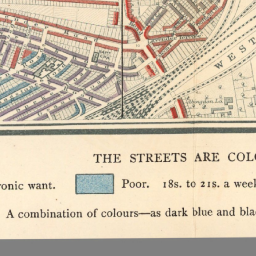 WEST
THE STREETS ARE COLO
ronic want. Poor. 18s. to 21s. a week
A combination of colours—as dark blue and bla